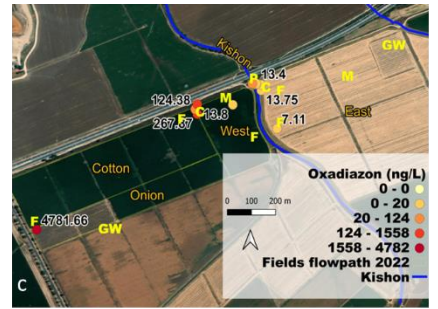 GW
Kishon
P
13.4
M
C
F
13.75
124.38
M
C
13.8
267.67
F
East
7.11
F
West
F
Cotton
Onion
F
4781.66
GW
Oxadiazon (ng/L)
0 - 0
0 - 20
20 - 124
124 - 1558
1558 - 4782
0 100 200 m
Fields flowpath 2022
Kishon
C